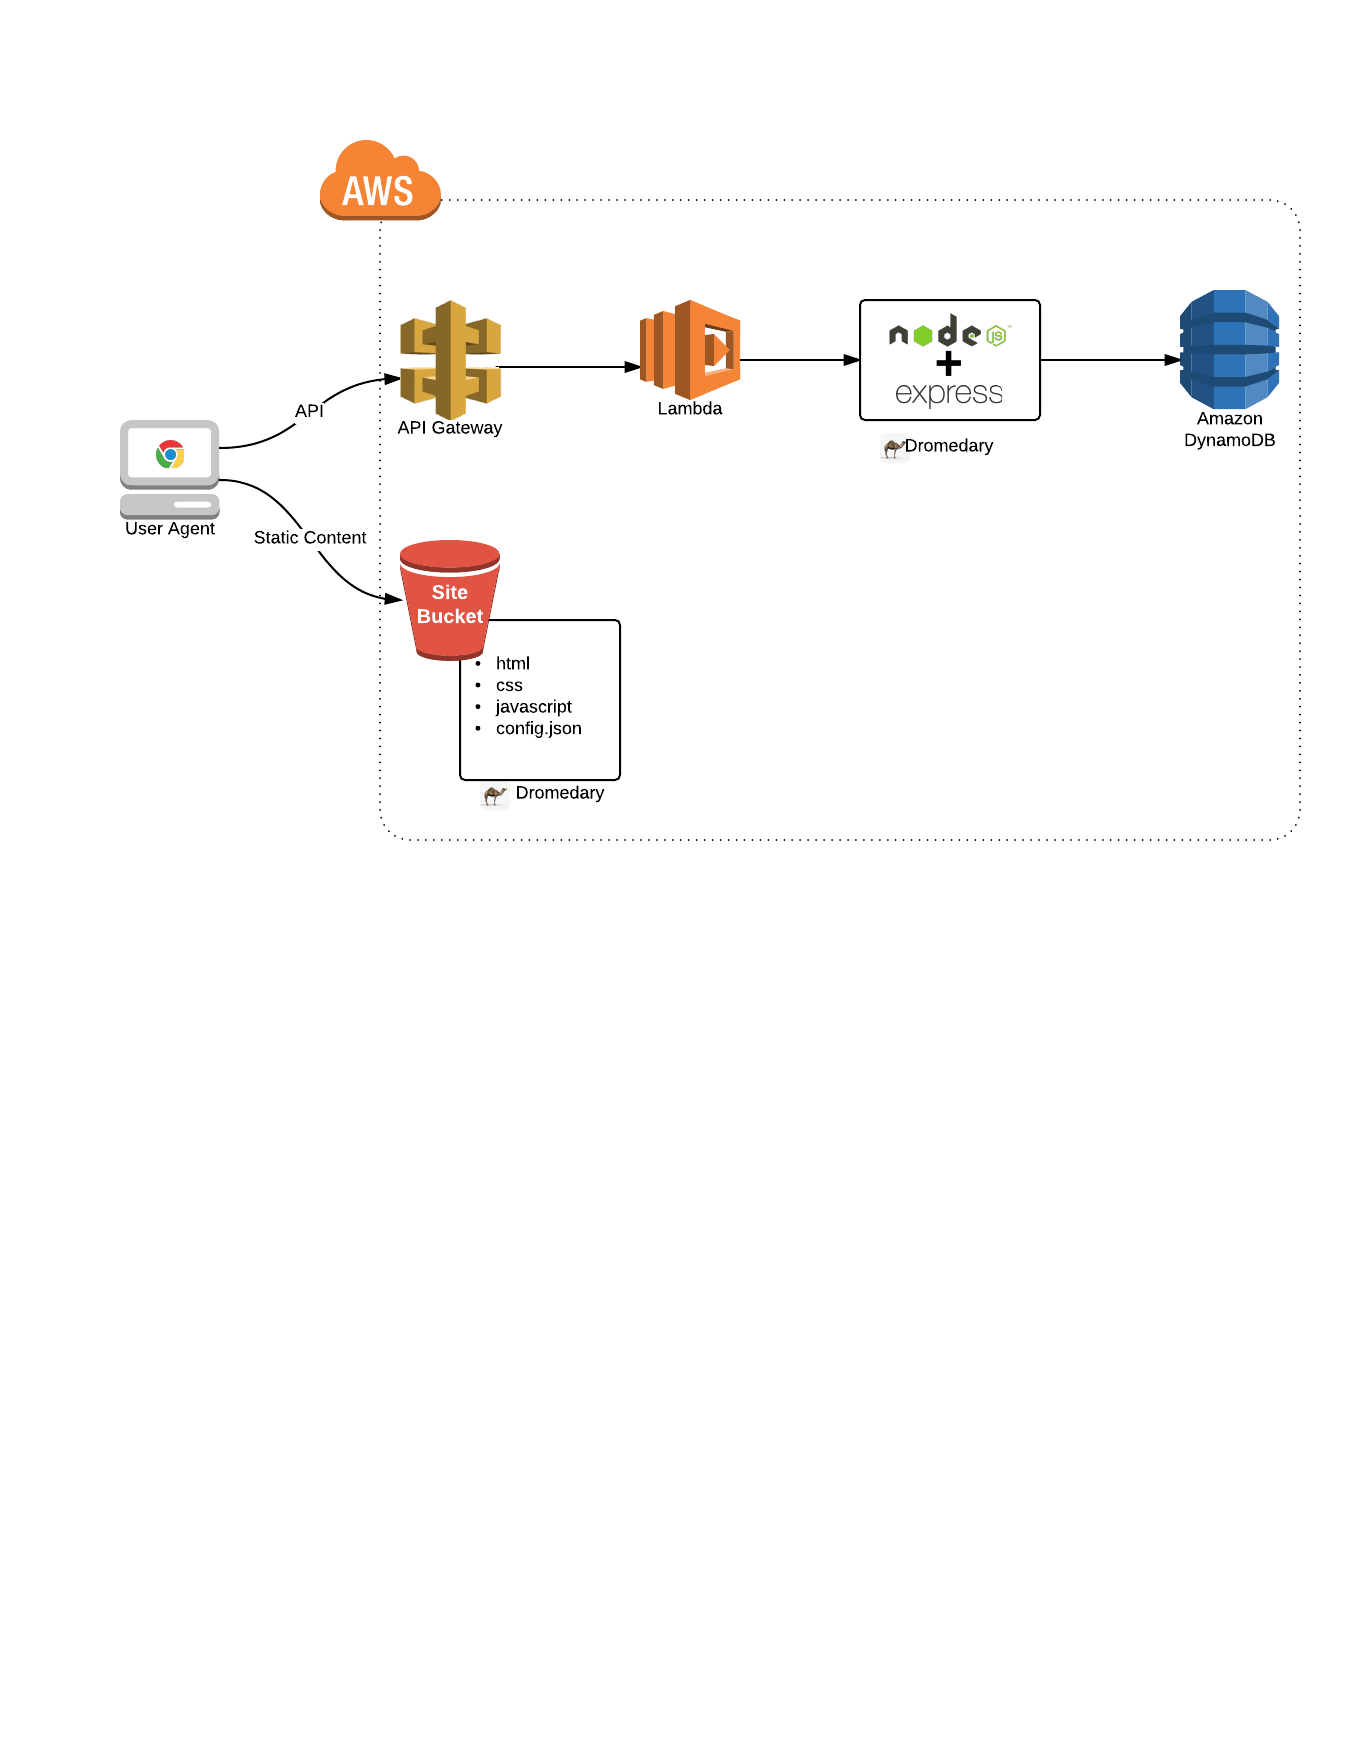 AWS
node JS™
+
express
Lambda
API
API Gateway
Amazon
DynamoDB
Dromedary
User Agent
Static Content
Site
Bucket
• html
• css
• javascript
• config.json
Dromedary